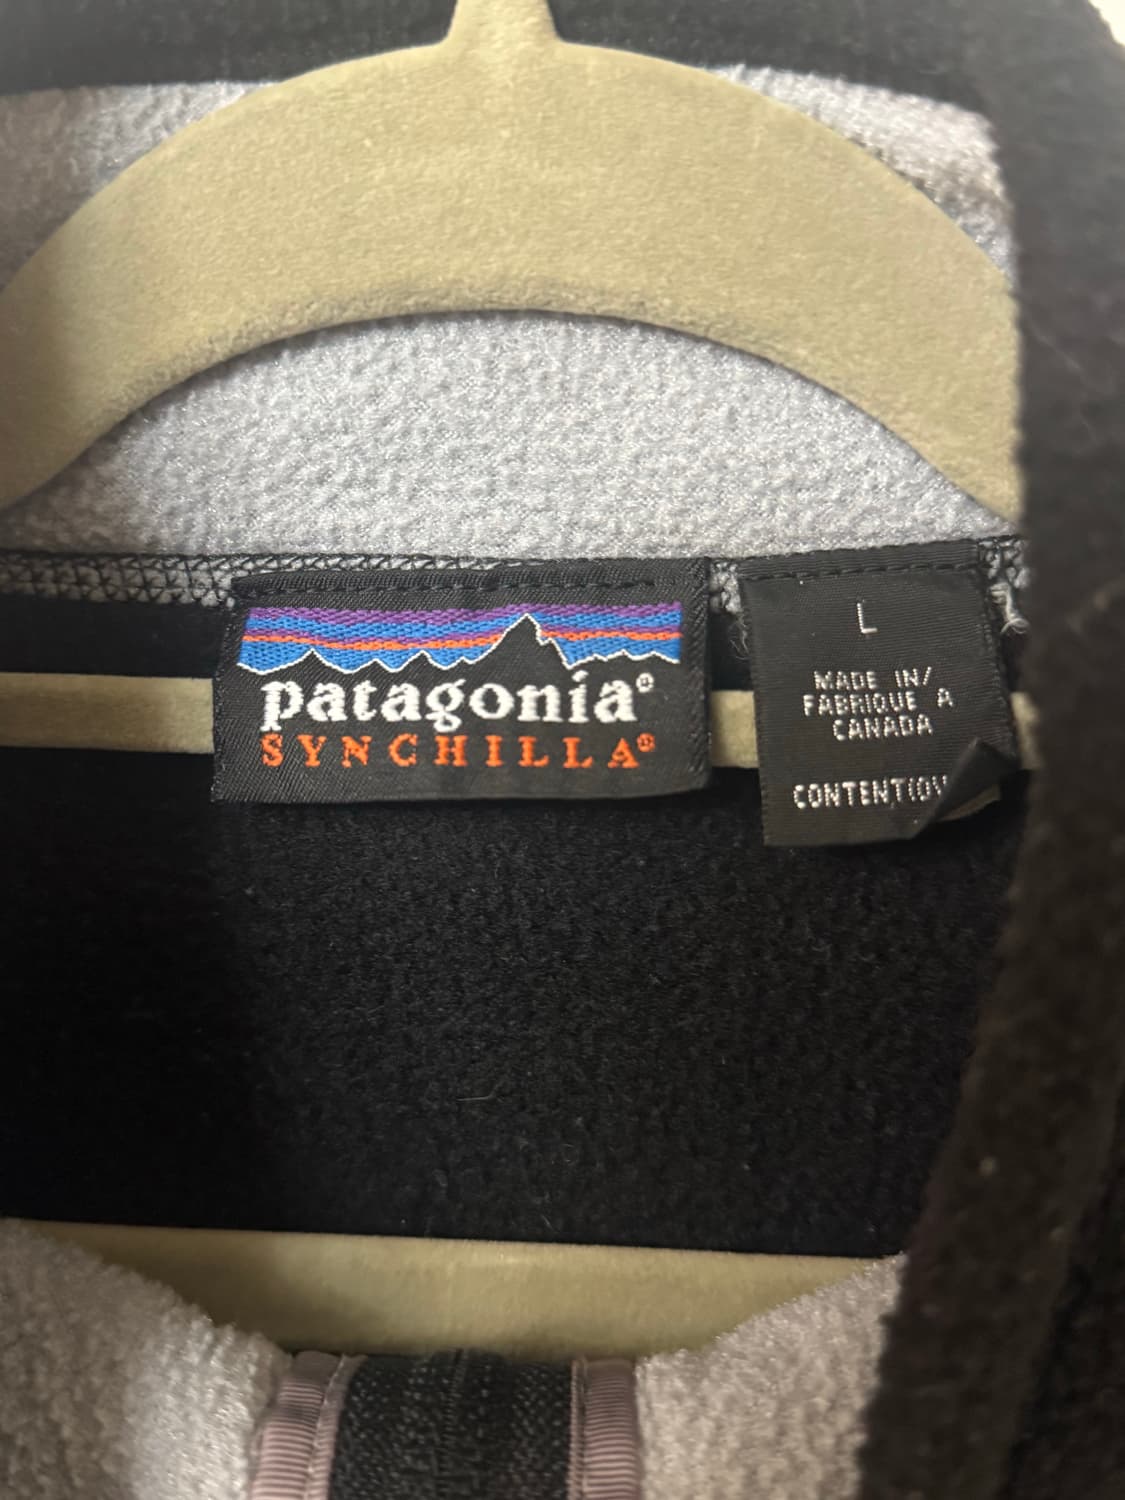 patagonia®
SYNCHILLA®
L
MADE IN/
FABRIQUE A
CANADA